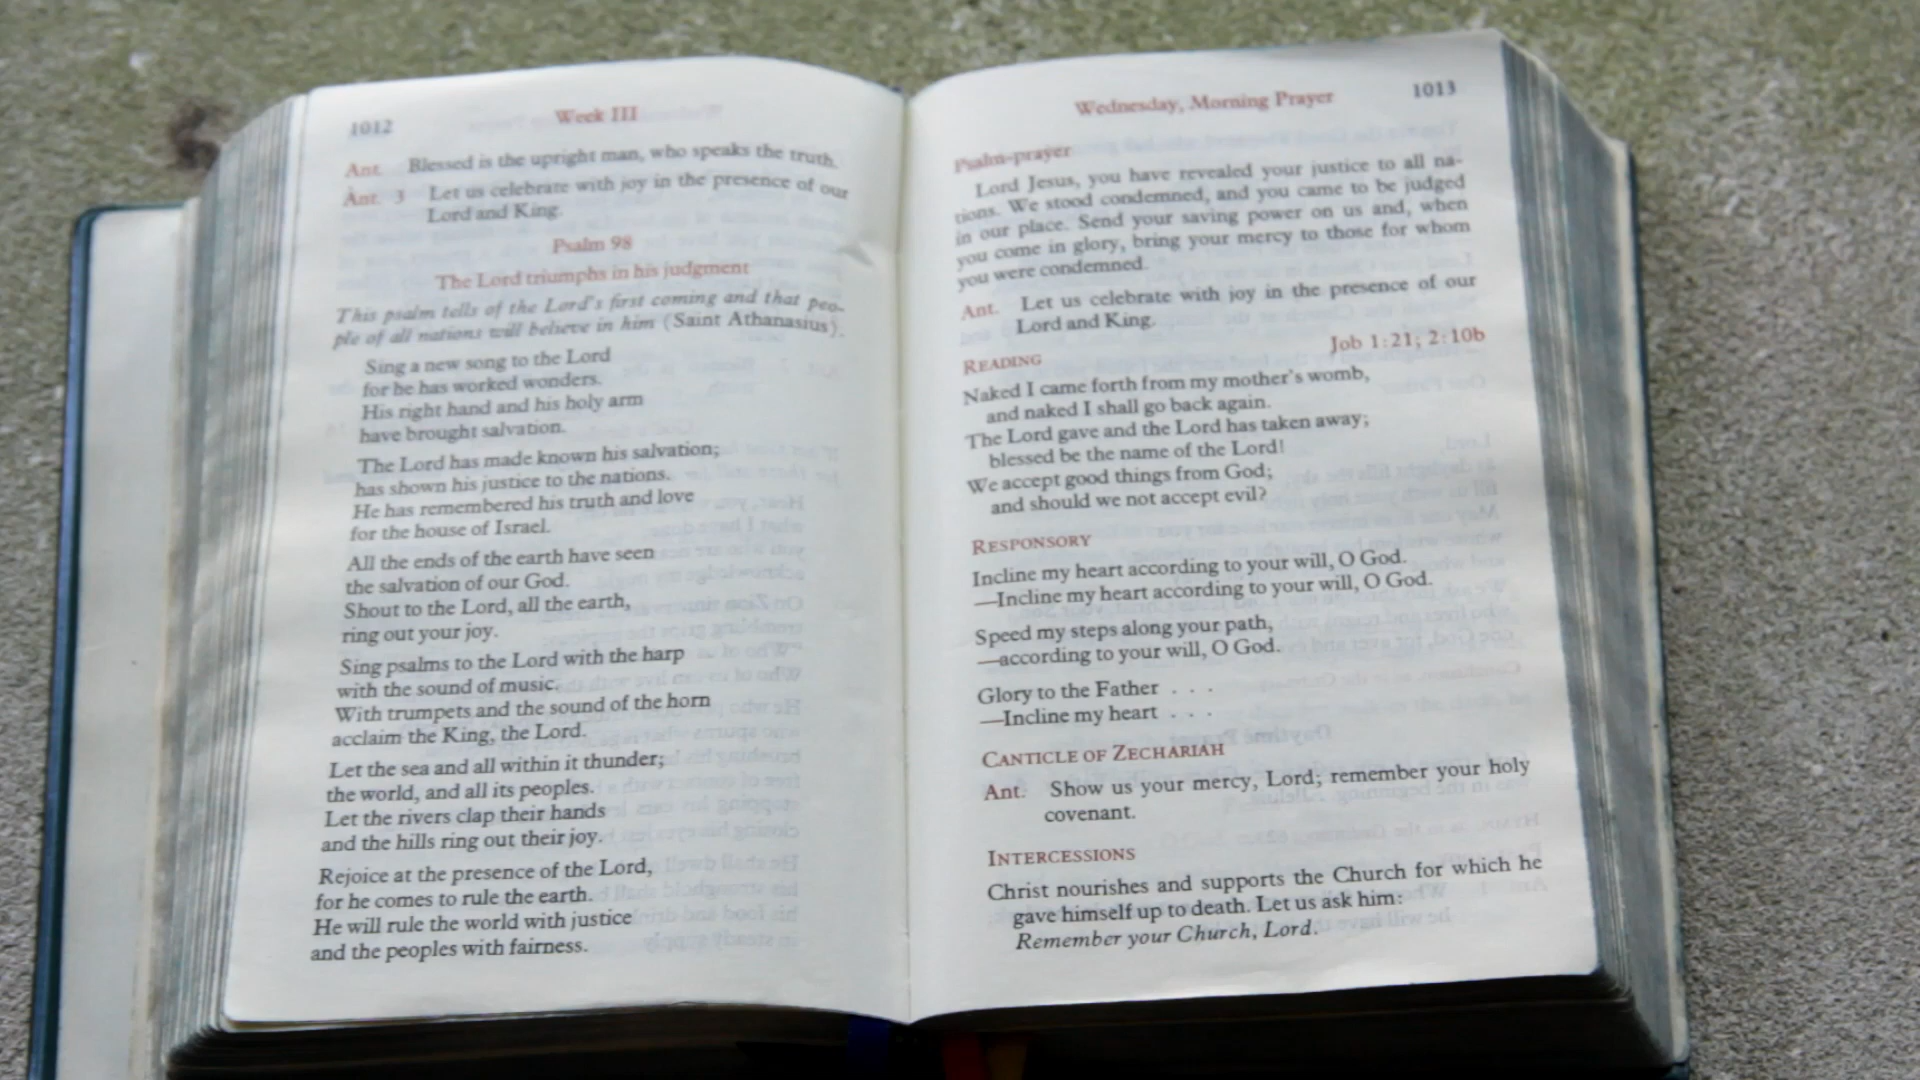 1012 Week III
Ant. Blessed is the upright man, who speaks the truth.
Ant. 3 Let us celebrate with joy in the presence of our
Lord and King.
Psalm 98
The Lord triumphs in his judgment
This psalm tells of the Lord's first coming and that peo-
ple of all nations will believe in him (Saint Athanasius).
Sing a new song to the Lord
for he has worked wonders.
His right hand and his holy arm
have brought salvation.
The Lord has made known his salvation;
has shown his justice to the nations.
He has remembered his truth and love
for the house of Israel.
All the ends of the earth have seen
the salvation of our God.
Shout to the Lord, all the earth,
ring out your joy.
Sing psalms to the Lord with the harp
with the sound of music.
With trumpets and the sound of the horn
acclaim the King, the Lord.
Let the sea and all within it thunder;
the world, and all its peoples.
Let the rivers clap their hands
and the hills ring out their joy.
Rejoice at the presence of the Lord,
for he comes to rule the earth.
He will rule the world with justice
and the peoples with fairness.
Wednesday, Morning Prayer 1013
Psalm-prayer
Lord Jesus, you have revealed your justice to all na-
tions. We stood condemned, and you came to be judged
in our place. Send your saving power on us and, when
you come in glory, bring your mercy to those for whom
you were condemned.
Ant. Let us celebrate with joy in the presence of our
Lord and King.
READING Job 1:21; 2:10b
Naked I came forth from my mother's womb,
and naked I shall go back again.
The Lord gave and the Lord has taken away;
blessed be the name of the Lord!
We accept good things from God;
and should we not accept evil?
RESPONSORY
Incline my heart according to your will, O God.
—Incline my heart according to your will, O God.
Speed my steps along your path,
—according to your will, O God.
Glory to the Father . . .
—Incline my heart . . .
CANTICLE OF ZECHARIAH
Ant. Show us your mercy, Lord; remember your holy
covenant.
INTERCESSIONS
Christ nourishes and supports the Church for which he
gave himself up to death. Let us ask him:
Remember your Church, Lord.